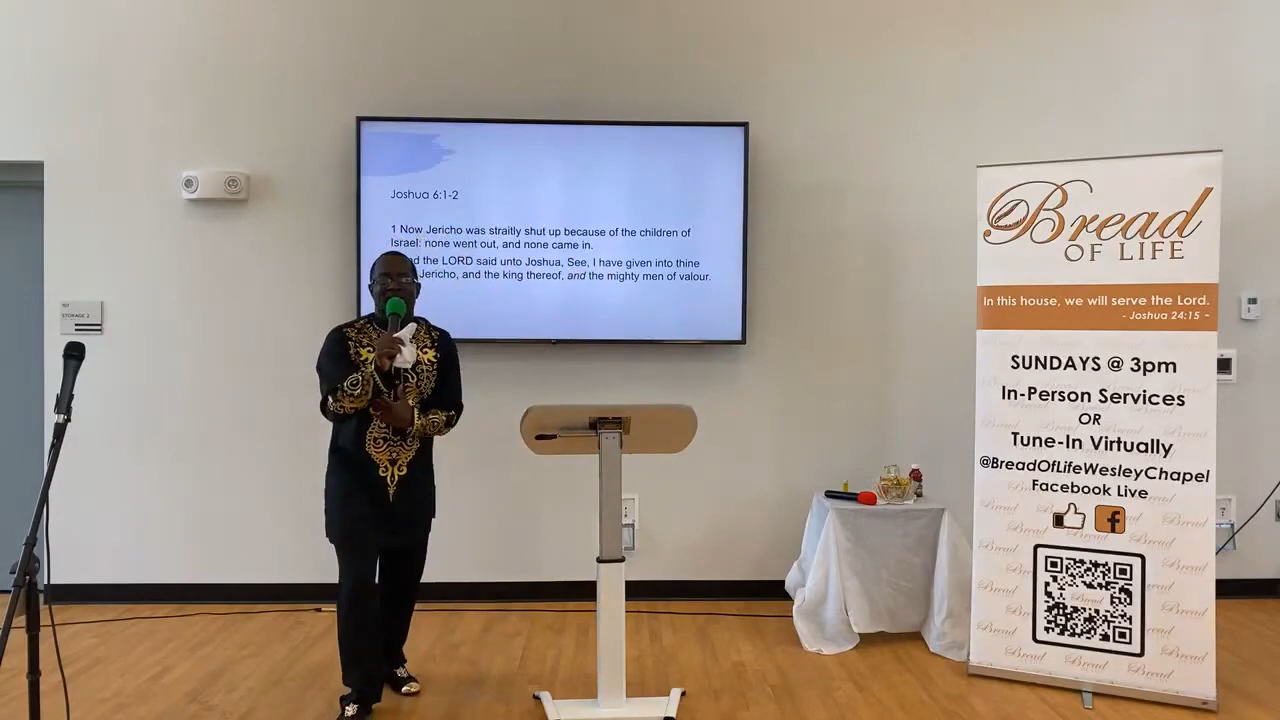 Joshua 6:1-2
1 Now Jericho was straitly shut up because of the children of
Israel: none went out, and none came in.
d the LORD said unto Joshua, See, I have given into thine
Jericho, and the king thereof, and the mighty men of valour.
STORAGE 2
Bread
OF LIFE
In this house, we will serve the Lord.
- Joshua 24:15 -
SUNDAYS @ 3pm
In-Person Services
OR
Tune-In Virtually
@BreadOfLifeWesleyChapel
Facebook Live
f
Bread